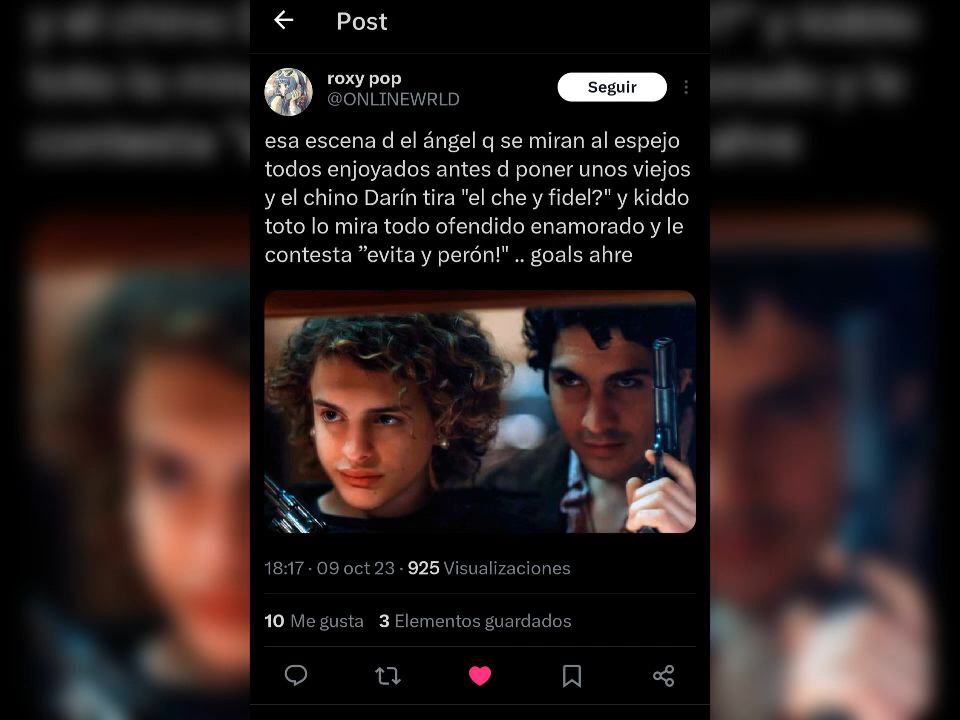 Post
roxy pop
@ONLINEWRLD
Seguir
esa escena d el ángel q se miran al espejo
todos enjoyados antes d poner unos viejos
y el chino Darín tira "el che y fidel?" y kiddo
toto lo mira todo ofendido enamorado y le
contesta ”evita y perón!" .. goals ahre
18:17 · 09 oct 23 · 925 Visualizaciones
10 Me gusta 3 Elementos guardados